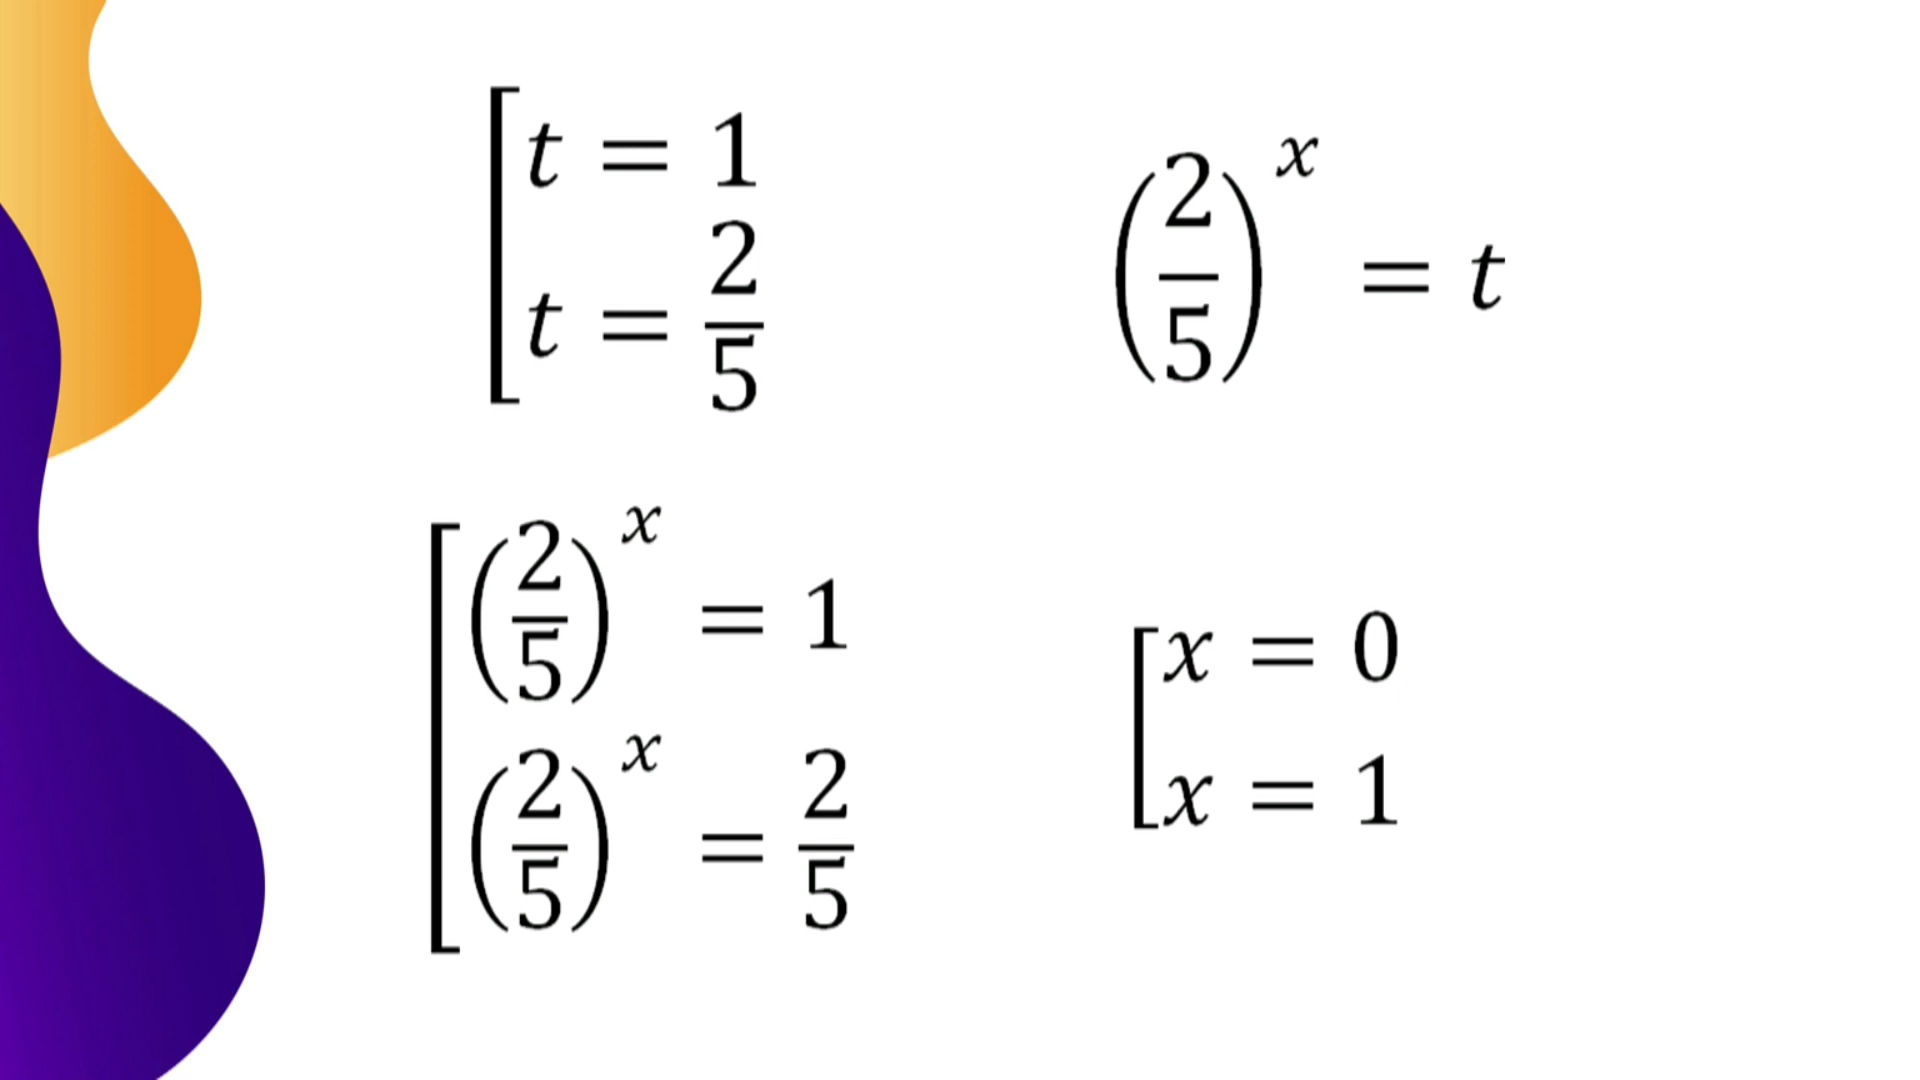 [t = 1
t = 2/5
(2/5)^x = t
[(2/5)^x = 1
(2/5)^x = 2/5
[x = 0
x = 1